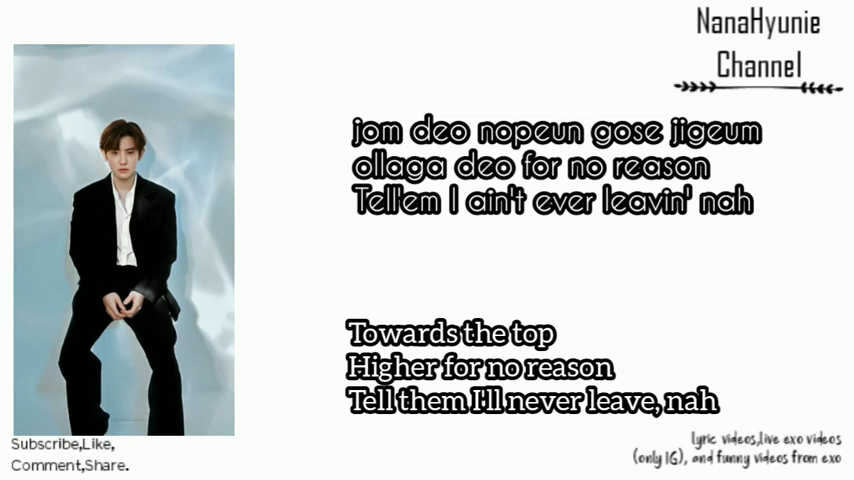 NanaHyunie
Channel
jom deo nopeun gose jigeum
ollaga deo for no reason
Tell'em I ain't ever leavin' nah
Towards the top
Higher for no reason
Tell them I'll never leave, nah
Subscribe,Like,
Comment,Share.
lyric videos,live exo videos
(only IG), and funny videos from exo